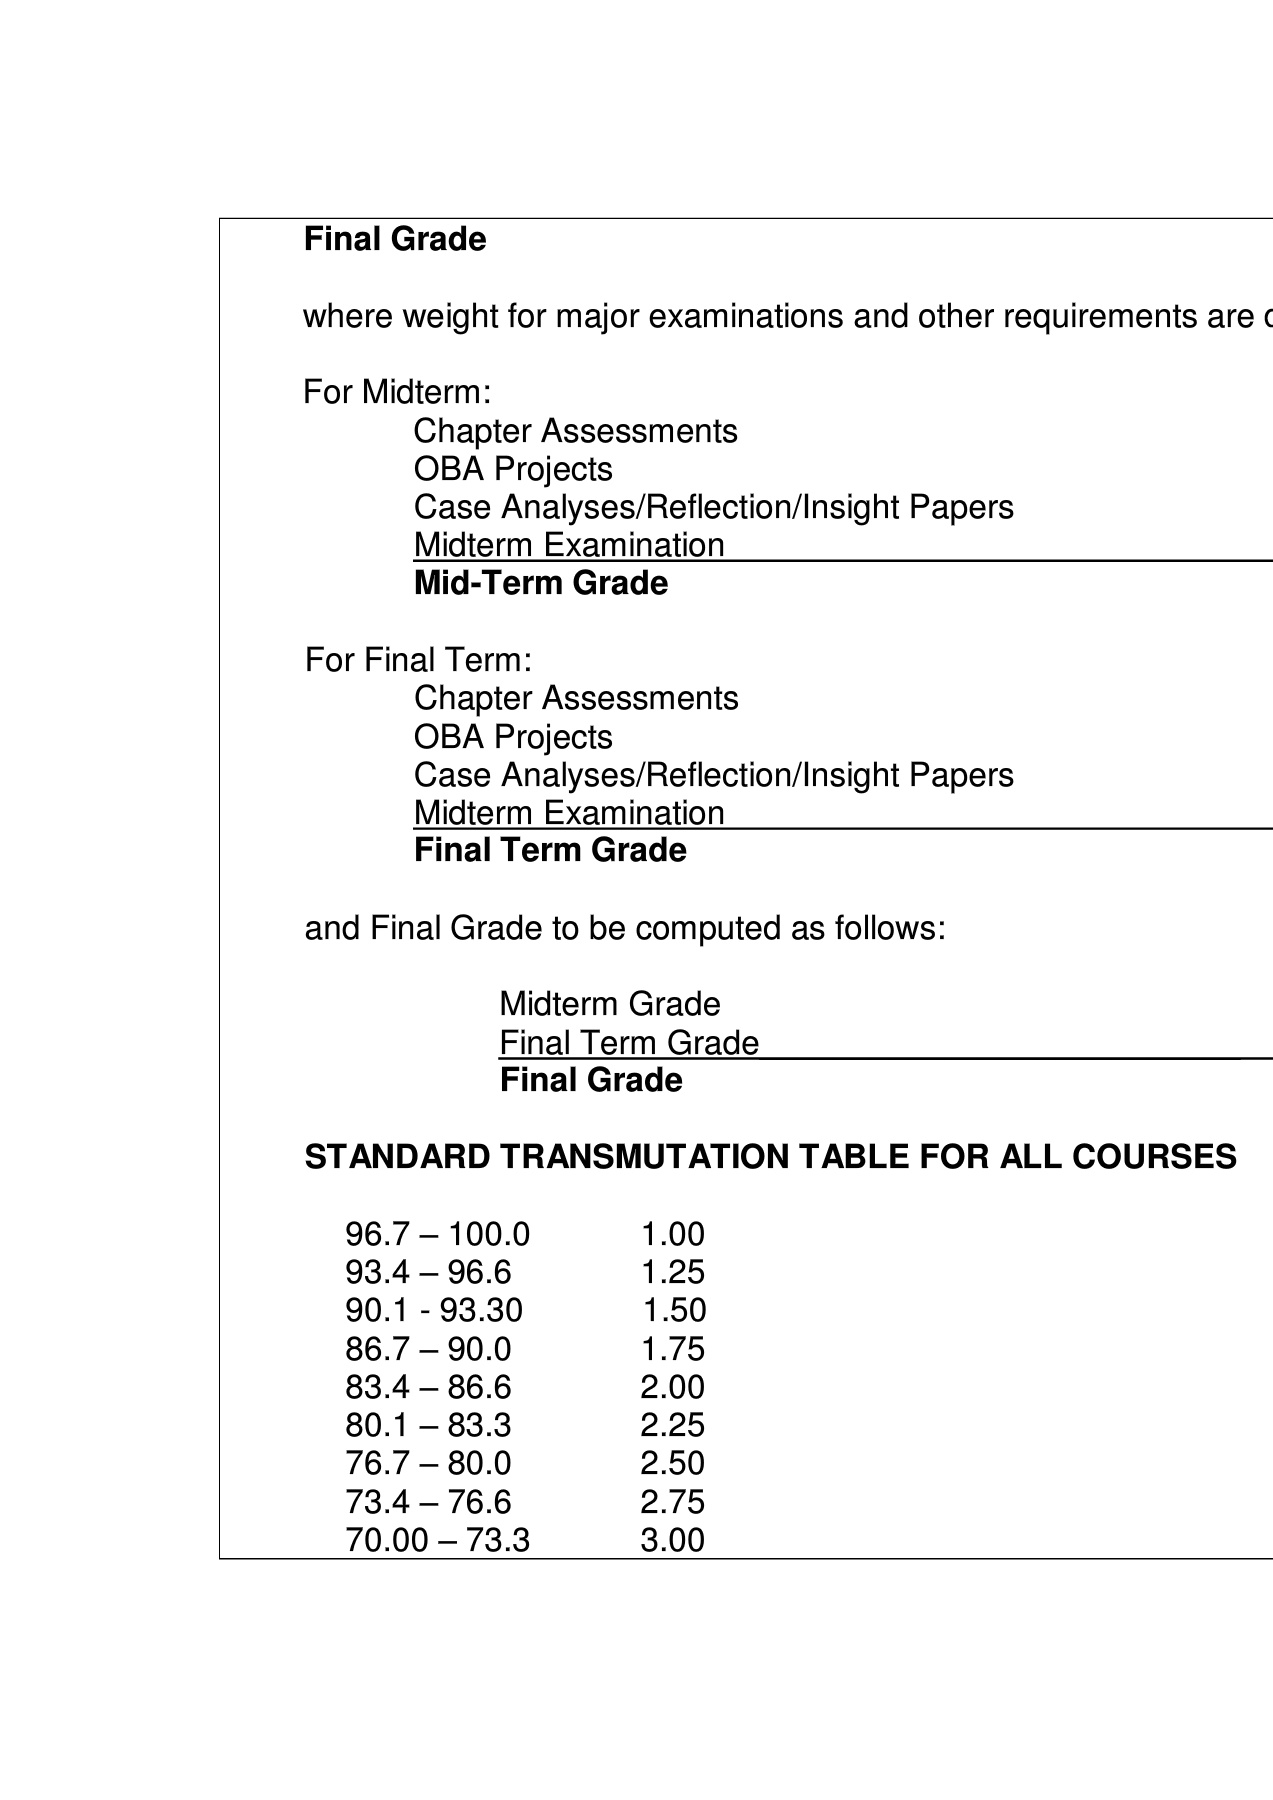 Final Grade
where weight for major examinations and other requirements are
For Midterm:
Chapter Assessments
OBA Projects
Case Analyses/Reflection/Insight Papers
Midterm Examination
Mid-Term Grade
For Final Term:
Chapter Assessments
OBA Projects
Case Analyses/Reflection/Insight Papers
Midterm Examination
Final Term Grade
and Final Grade to be computed as follows:
Midterm Grade
Final Term Grade
Final Grade
STANDARD TRANSMUTATION TABLE FOR ALL COURSES
96.7 – 100.0 1.00
93.4 – 96.6 1.25
90.1 - 93.30 1.50
86.7 – 90.0 1.75
83.4 – 86.6 2.00
80.1 – 83.3 2.25
76.7 – 80.0 2.50
73.4 – 76.6 2.75
70.00 – 73.3 3.00